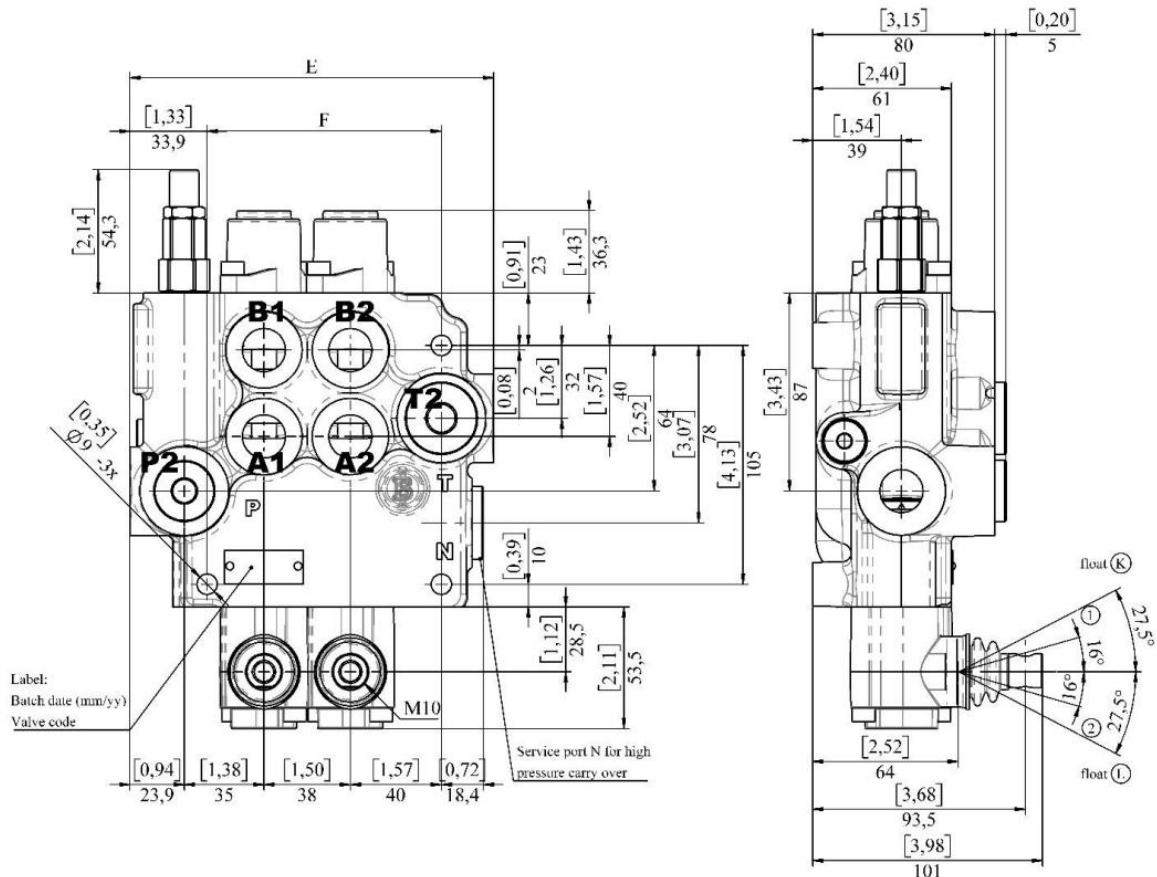 [3,15]
80
[0,20]
5
E
[2,40]
61
[1,33]
33,9
F
[1,54]
39
[2,14]
54,3
[0,91]
23
[1,43]
36,3
B1
B2
[0,08]
2
[1,26]
32
[1,57]
40
[2,52]
64
[3,07]
78
[4,13]
105
[3,43]
87
T2
[0,35]
Ø9 -3x
P2
A1
A2
B
T
P
N
[0,39]
10
float K
1
27,5°
16°
[1,12]
28,5
[2,11]
53,5
16°
27,5°
2
float L
Label:
Batch date (mm/yy)
Valve code
M10
Service port N for high
pressure carry over
[0,94]
23,9
[1,38]
35
[1,50]
38
[1,57]
40
[0,72]
18,4
[2,52]
64
[3,68]
93,5
[3,98]
101